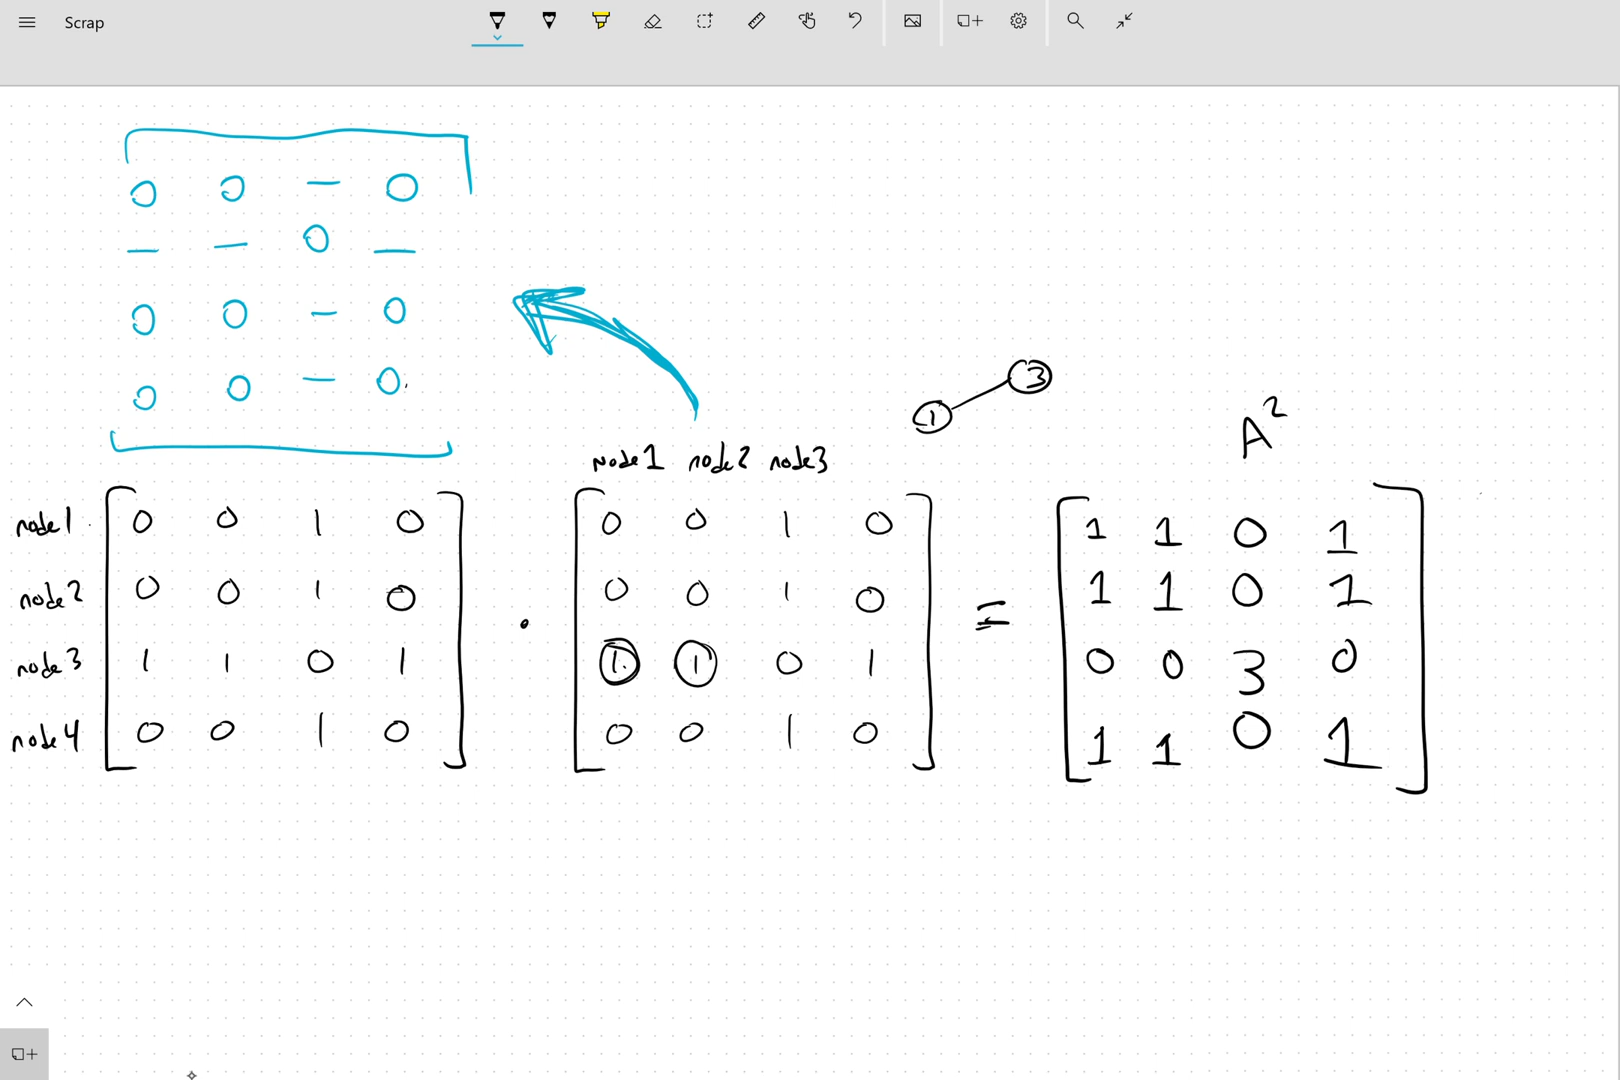 Scrap
0 0 — 0
— — 0 —
0 0 — 0
0 0 — 0
1 3
A²
node1 node2 node3
node1 0 0 1 0
node2 0 0 1 0
node3 1 1 0 1
node4 0 0 1 0
·
0 0 1 0
0 0 1 0
1 1 0 1
0 0 1 0
=
1 1 0 1
1 1 0 1
0 0 3 0
1 1 0 1